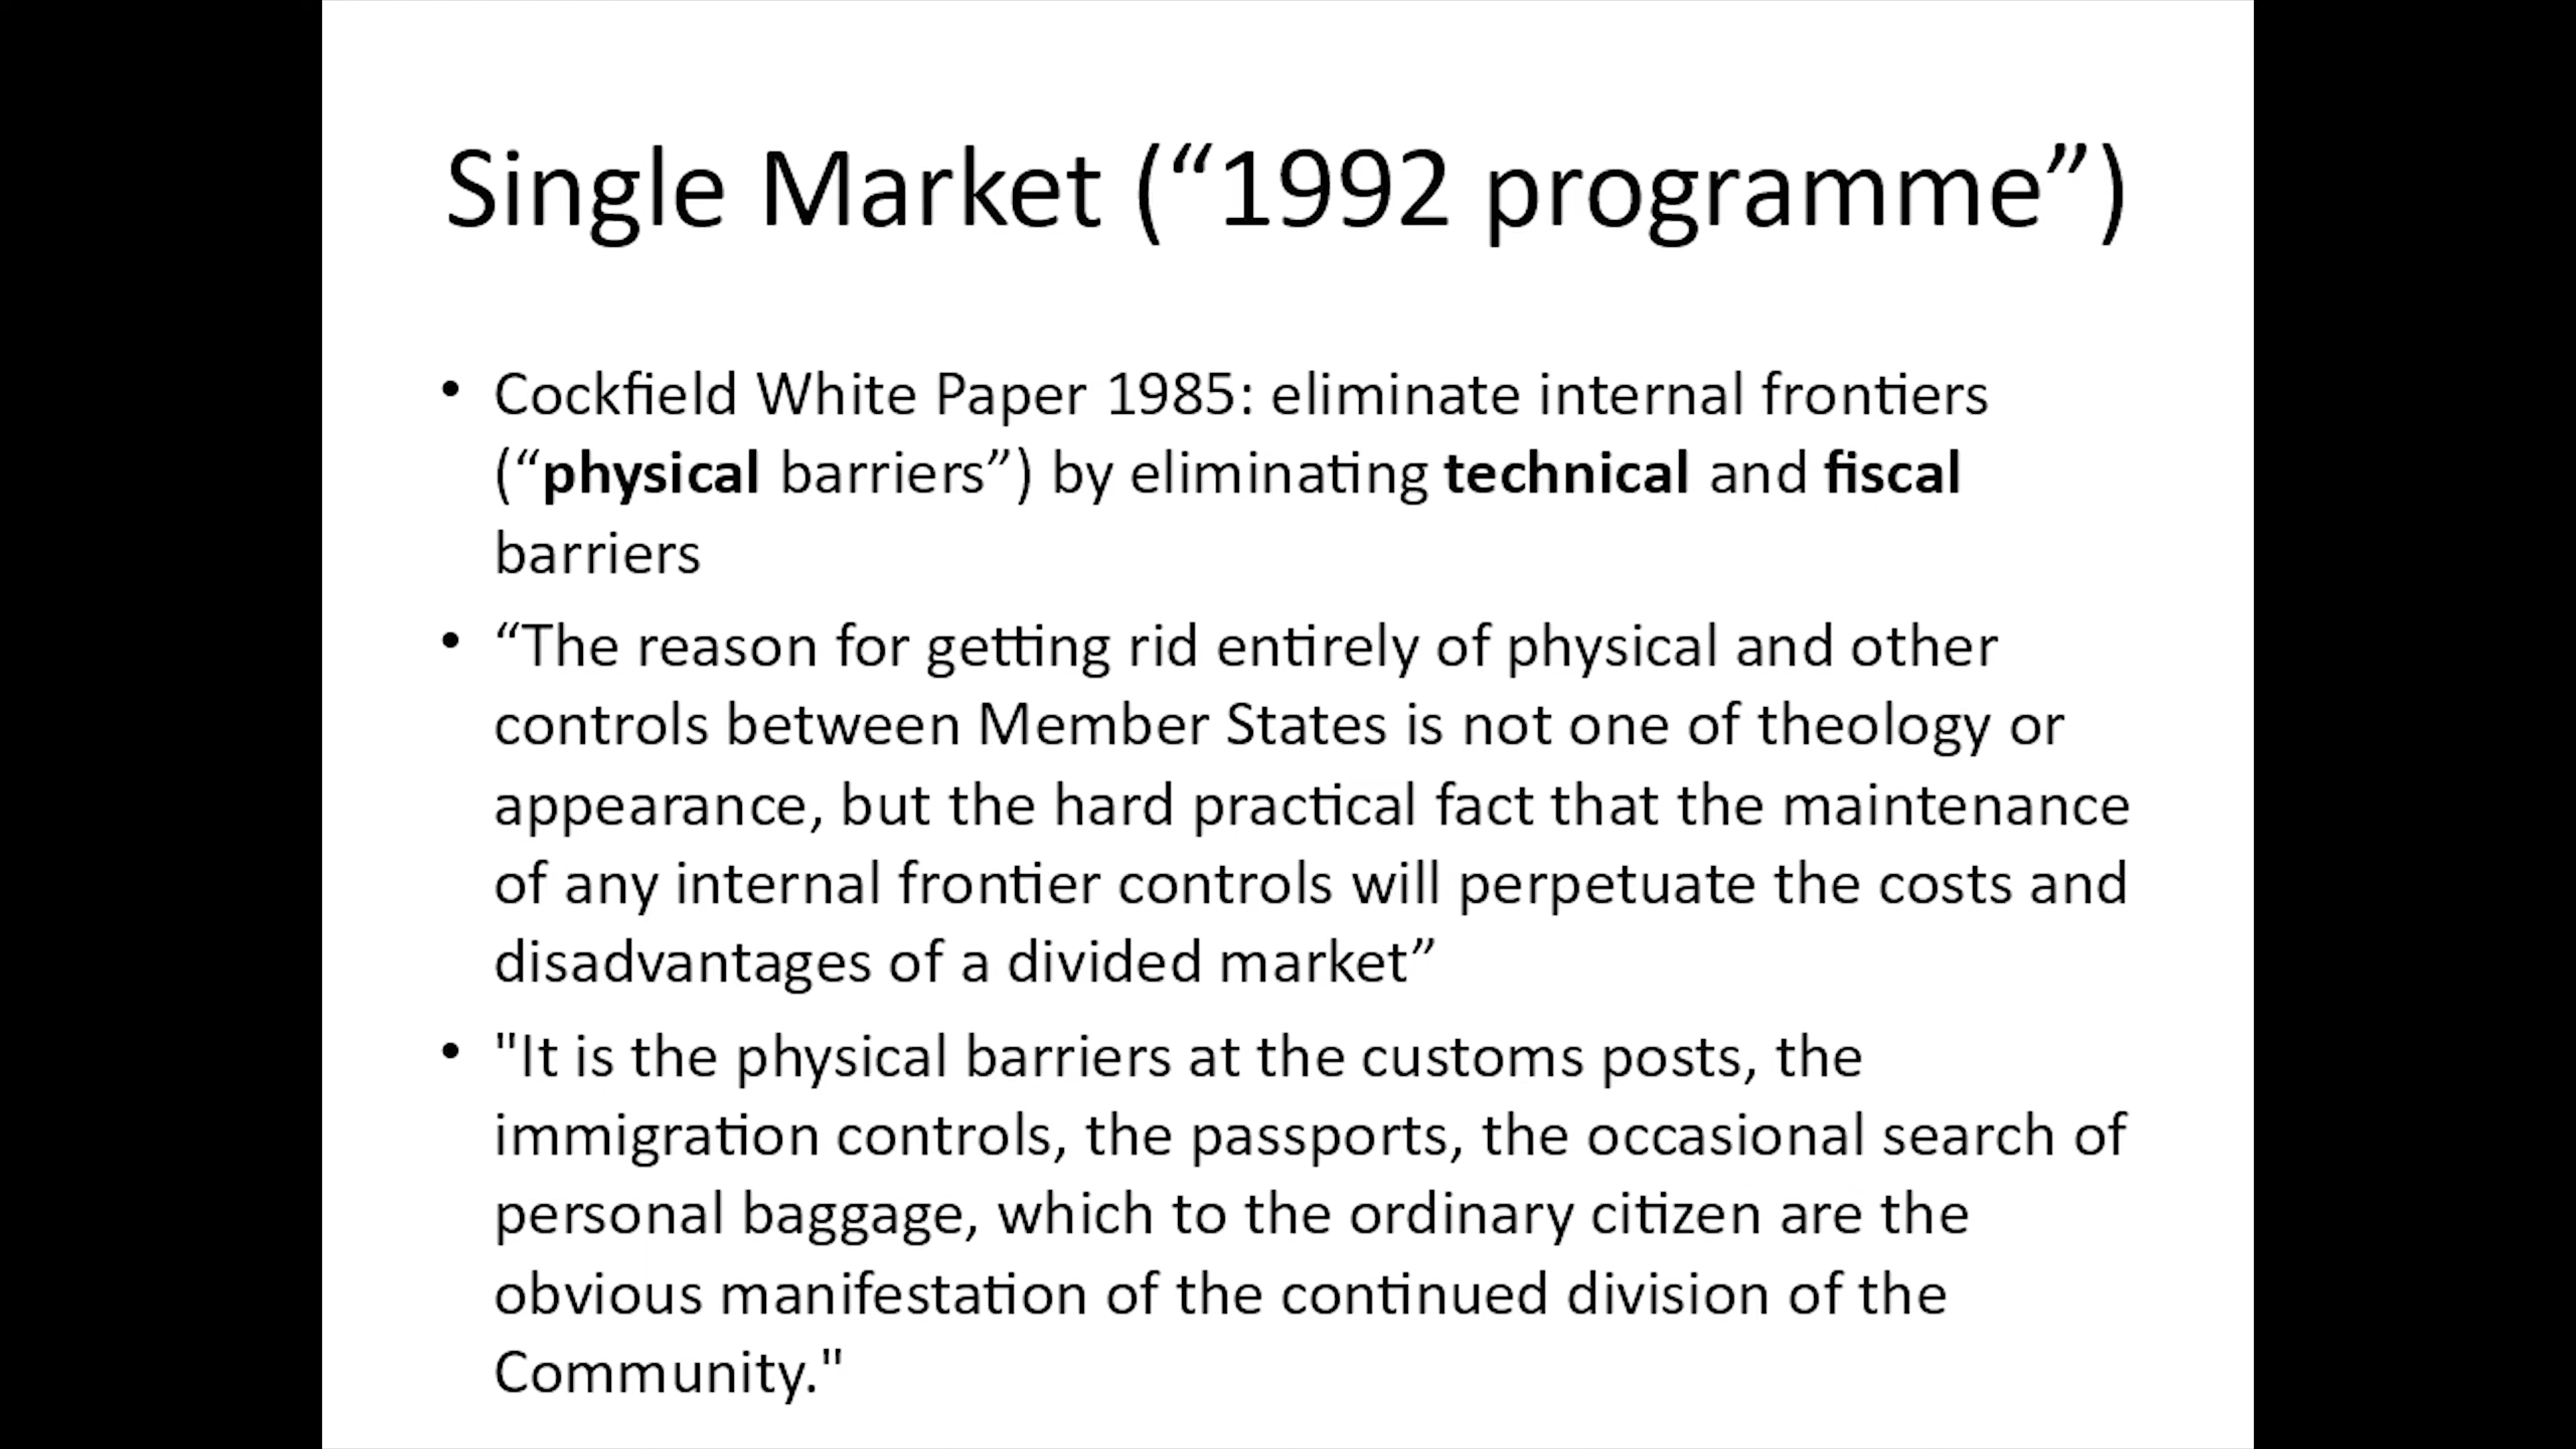 Single Market (“1992 programme”)
• Cockfield White Paper 1985: eliminate internal frontiers
(“physical barriers”) by eliminating technical and fiscal
barriers
• “The reason for getting rid entirely of physical and other
controls between Member States is not one of theology or
appearance, but the hard practical fact that the maintenance
of any internal frontier controls will perpetuate the costs and
disadvantages of a divided market”
• "It is the physical barriers at the customs posts, the
immigration controls, the passports, the occasional search of
personal baggage, which to the ordinary citizen are the
obvious manifestation of the continued division of the
Community."